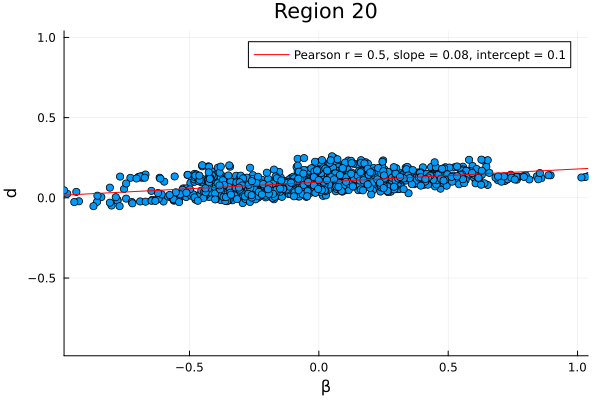 Region 20
Pearson r = 0.5, slope = 0.08, intercept = 0.1
1.0
0.5
0.0
−0.5
d
−0.5 0.0 0.5 1.0
β